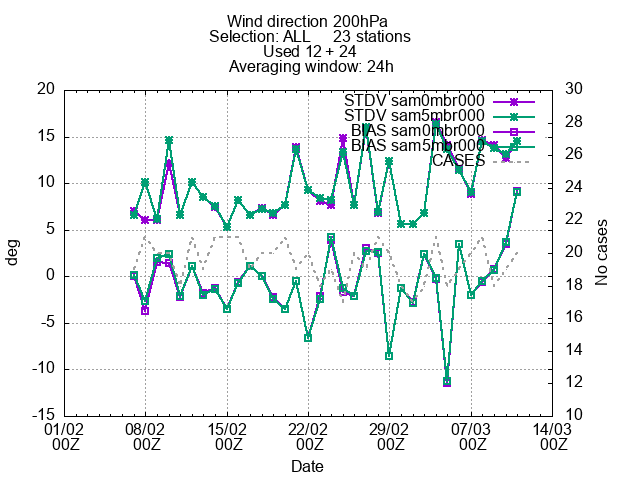 Wind direction 200hPa
Selection: ALL 23 stations
Used 12 + 24
Averaging window: 24h
20 30
STDV sam0mbr000
28
STDV sam5mbr000
15
BIAS sam0mbr000
26
BIAS sam5mbr000
CASES
10
24
22
5
20
0
18
-5
16
14
-10
12
-15 10
deg
No cases
01/02 08/02 15/02 22/02 29/02 07/03 14/03
00Z 00Z 00Z 00Z 00Z 00Z 00Z
Date